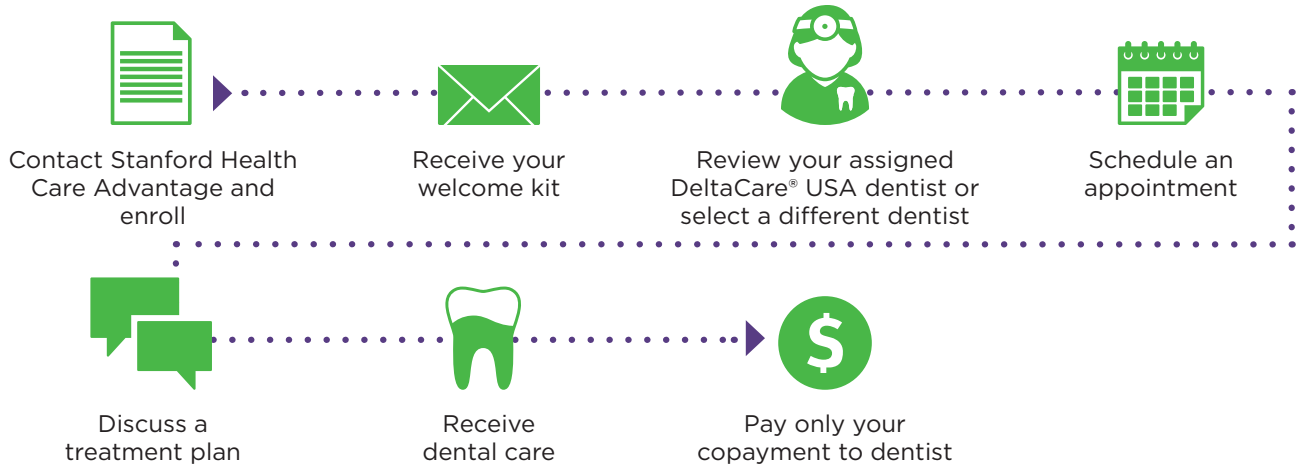 Contact Stanford Health
Care Advantage and
enroll
Receive your
welcome kit
Review your assigned
DeltaCare® USA dentist or
select a different dentist
Schedule an
appointment
Discuss a
treatment plan
Receive
dental care
$
Pay only your
copayment to dentist